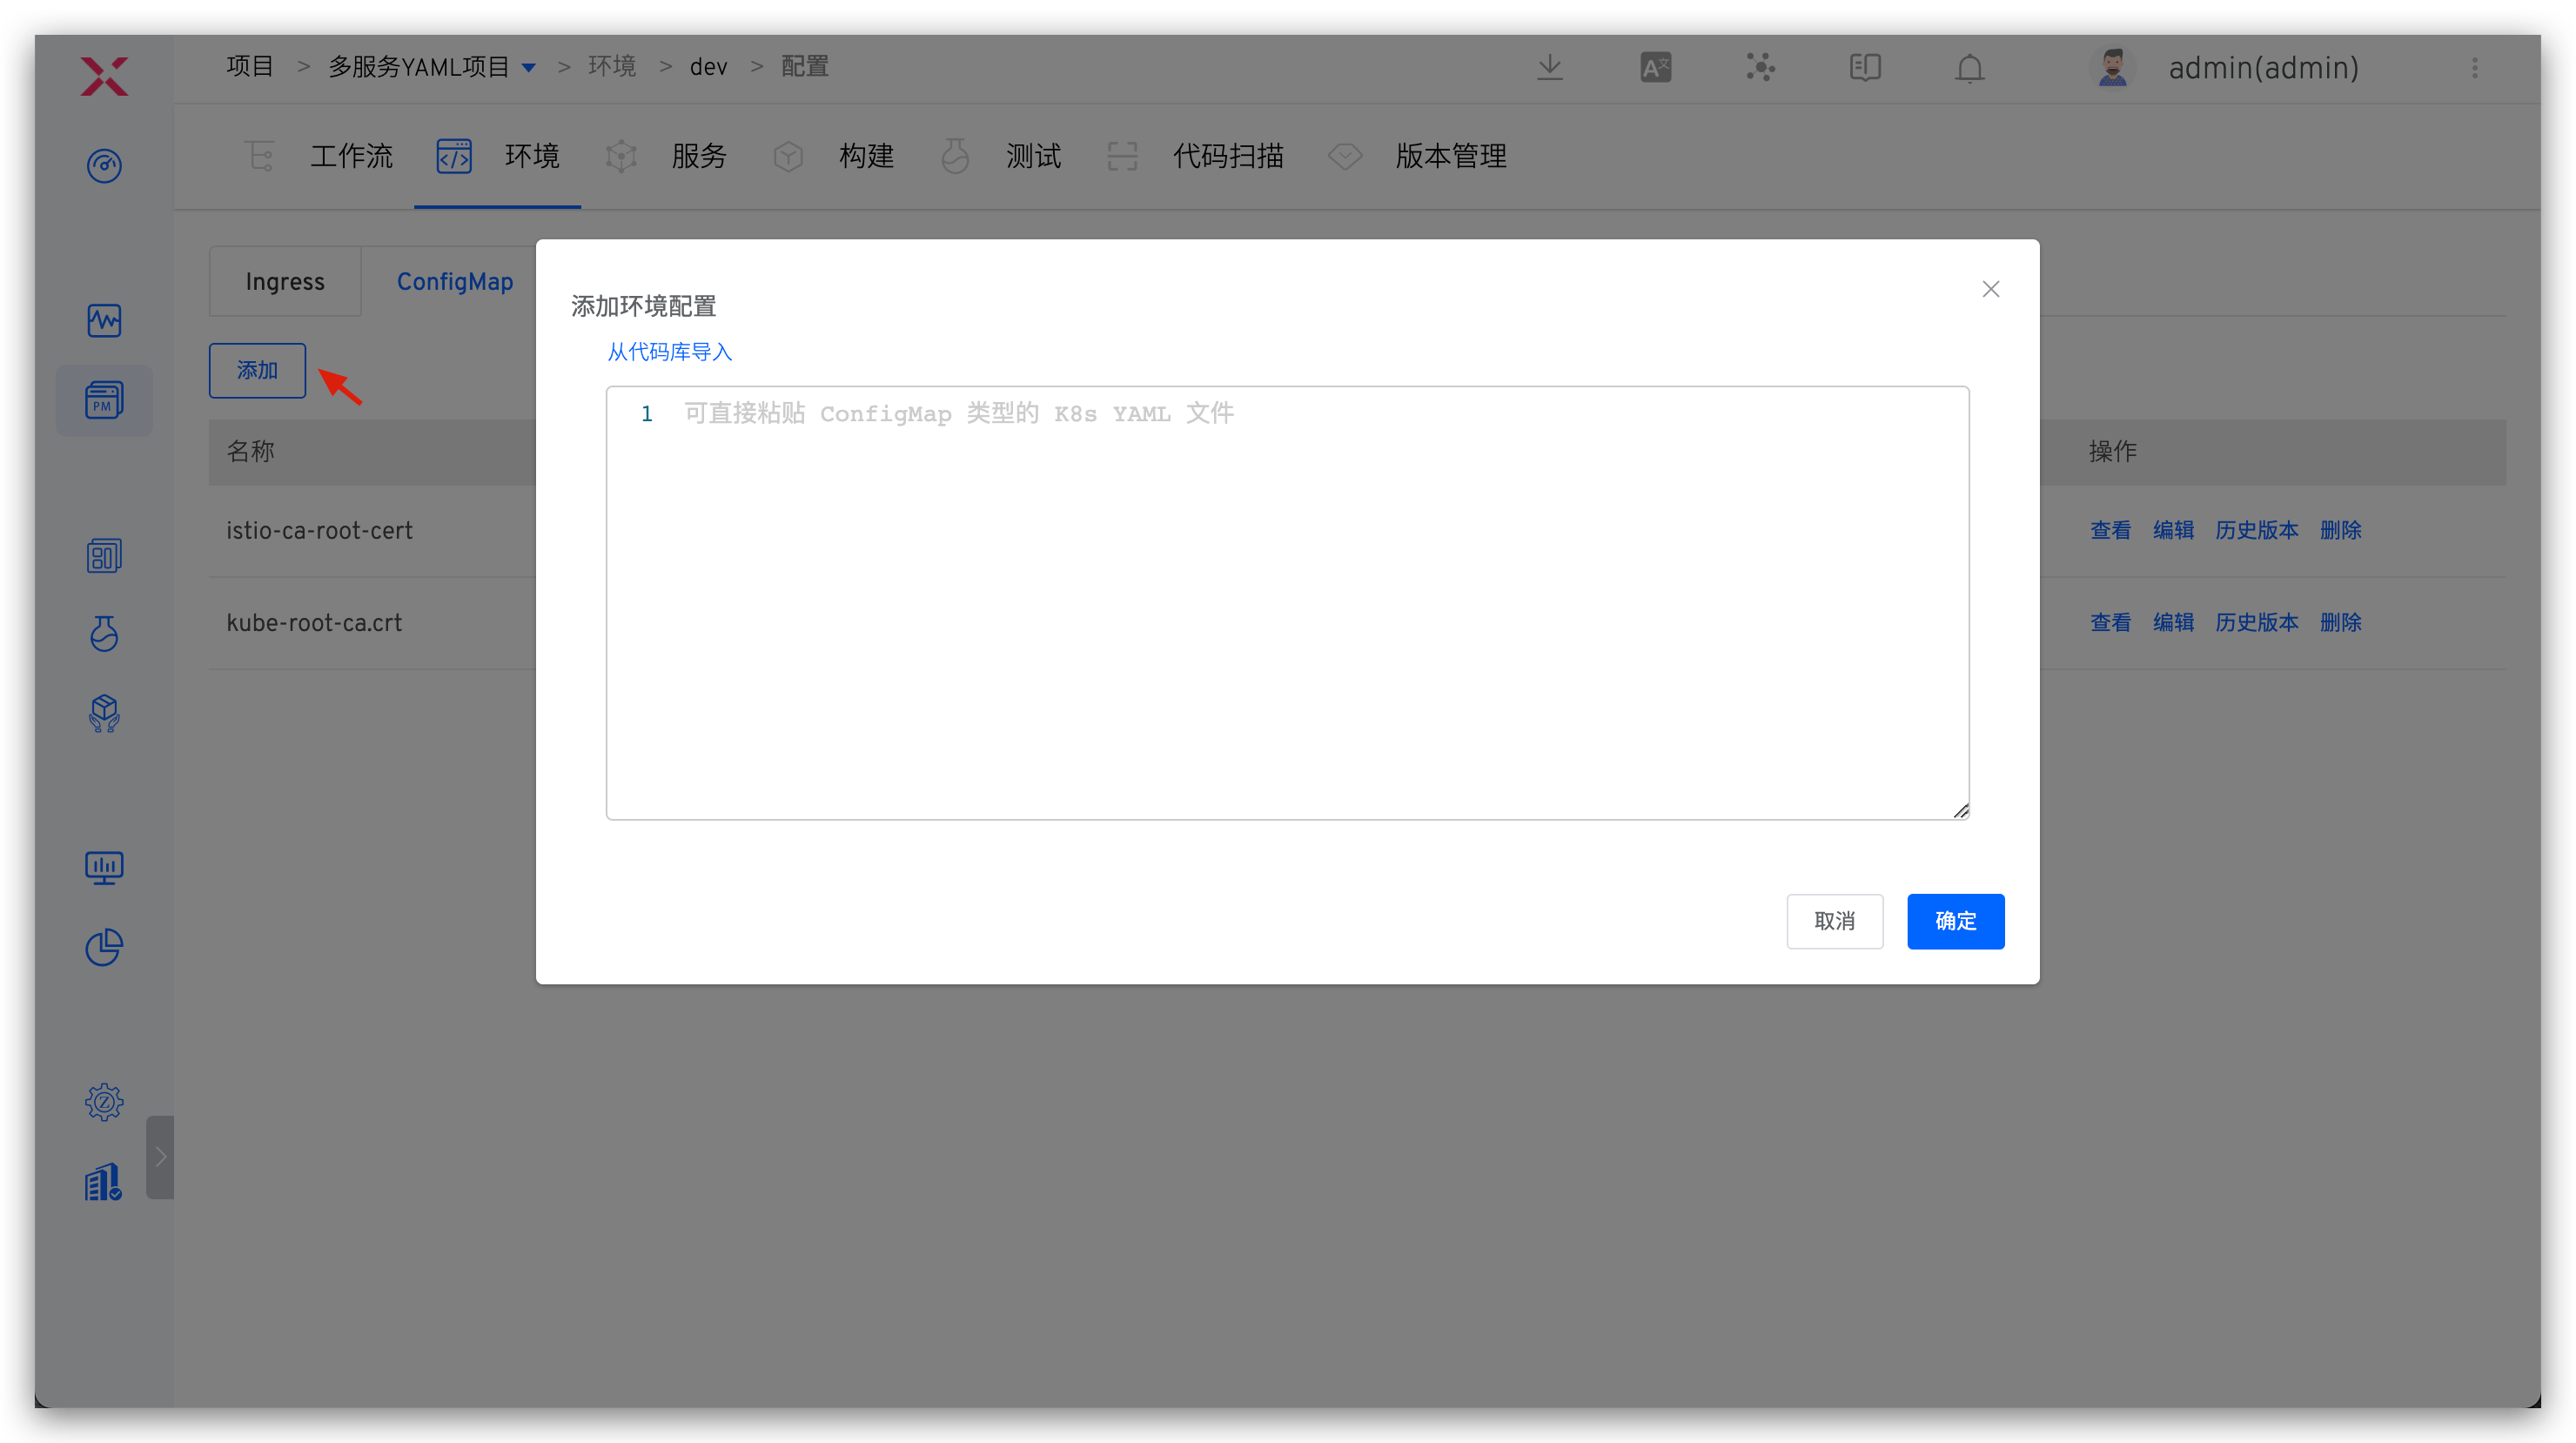 项目 > 多服务YAML项目 > 环境 > dev > 配置
admin(admin)
工作流 环境 服务 构建 测试 代码扫描 版本管理
Ingress ConfigMap
添加
名称 操作
istio-ca-root-cert 查看 编辑 历史版本 删除
kube-root-ca.crt 查看 编辑 历史版本 删除
添加环境配置
从代码库导入
1 可直接粘贴 ConfigMap 类型的 K8s YAML 文件
取消 确定
PM